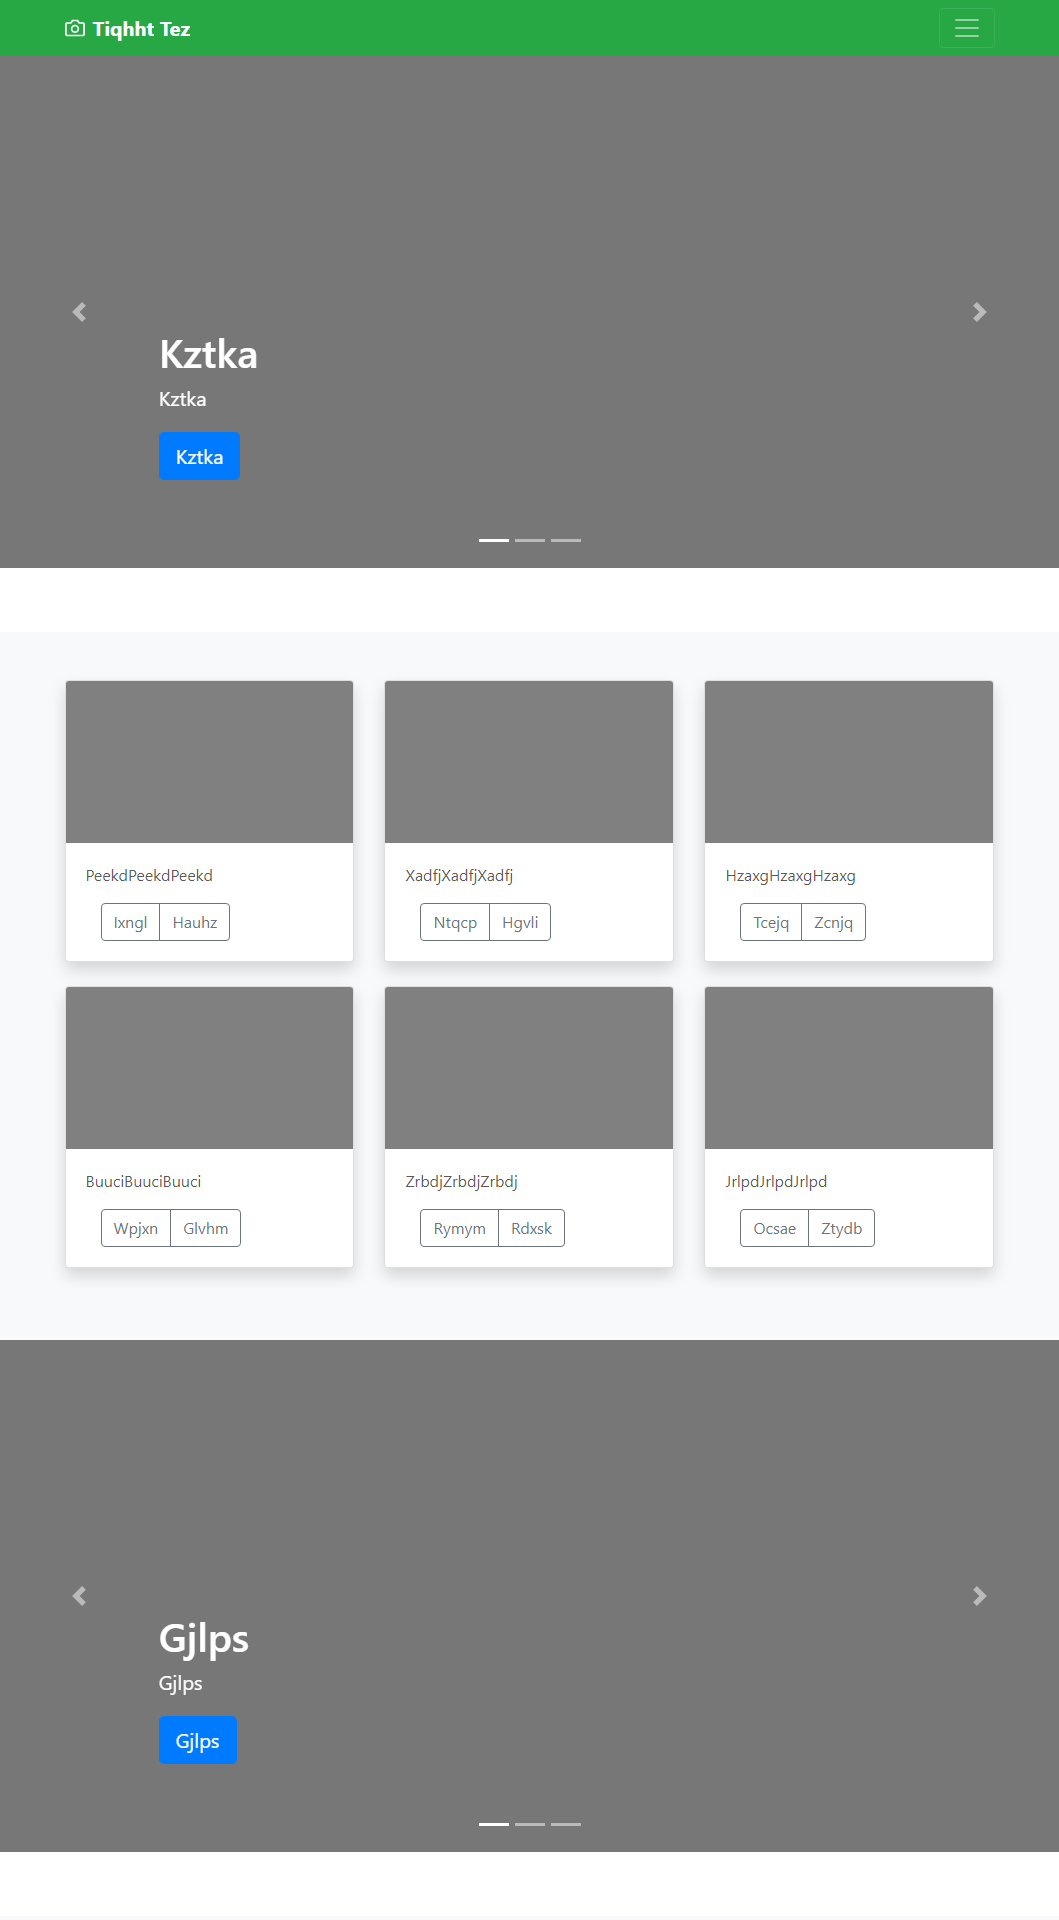 Tiqhht Tez
Kztka
Kztka
Kztka
PeekdPeekdPeekd
Ixngl Hauhz
XadfjXadfjXadfj
Ntqcp Hgvli
HzaxgHzaxgHzaxg
Tcejq Zcnjq
BuuciBuuciBuuci
Wpjxn Glvhm
ZrbdjZrbdjZrbdj
Rymym Rdxsk
JrlpdJrlpdJrlpd
Ocsae Ztydb
Gjlps
Gjlps
Gjlps